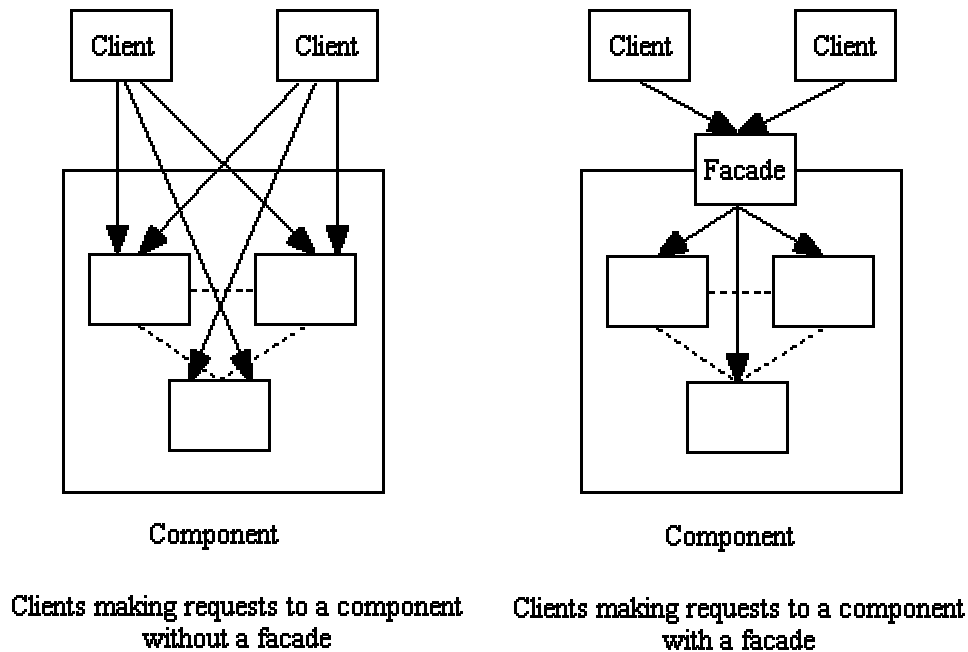 Client
Client
Client
Client
Facade
Component
Component
Clients making requests to a component
without a facade
Clients making requests to a component
with a facade